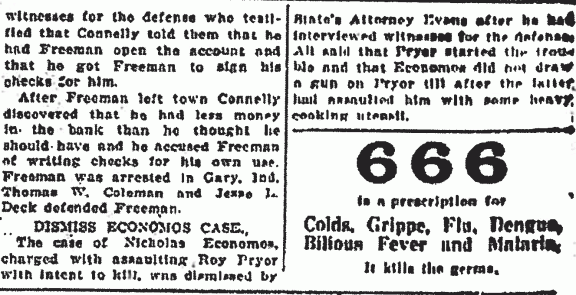 witnesses for the defense who testi-
fied that Connelly told them that he
had Freeman open the account and
that he got Freeman to sign his
checks for him.
After Freeman left town Connelly
discovered that he had less money
in the bank than he thought he
should have and he accused Freeman
of writing checks for his own use.
Freeman was arrested in Gary, Ind.
Thomas W. Coleman and Jesse L.
Deck defended Freeman.
DISMISS ECONOMOS CASE.
The case of Nicholas Economos,
charged with assaulting Roy Pryor
with intent to kill, was dismissed by
State's Attorney Evans after he had
interviewed witnesses for the defense.
All said that Pryor started the trou-
ble and that Economos did not draw
a gun on Pryor till after the latter
had assaulted him with some heavy
cooking utensil.
666
is a prescription for
Colds, Grippe, Flu, Dengue,
Bilious Fever and Malaria.
It kills the germs.